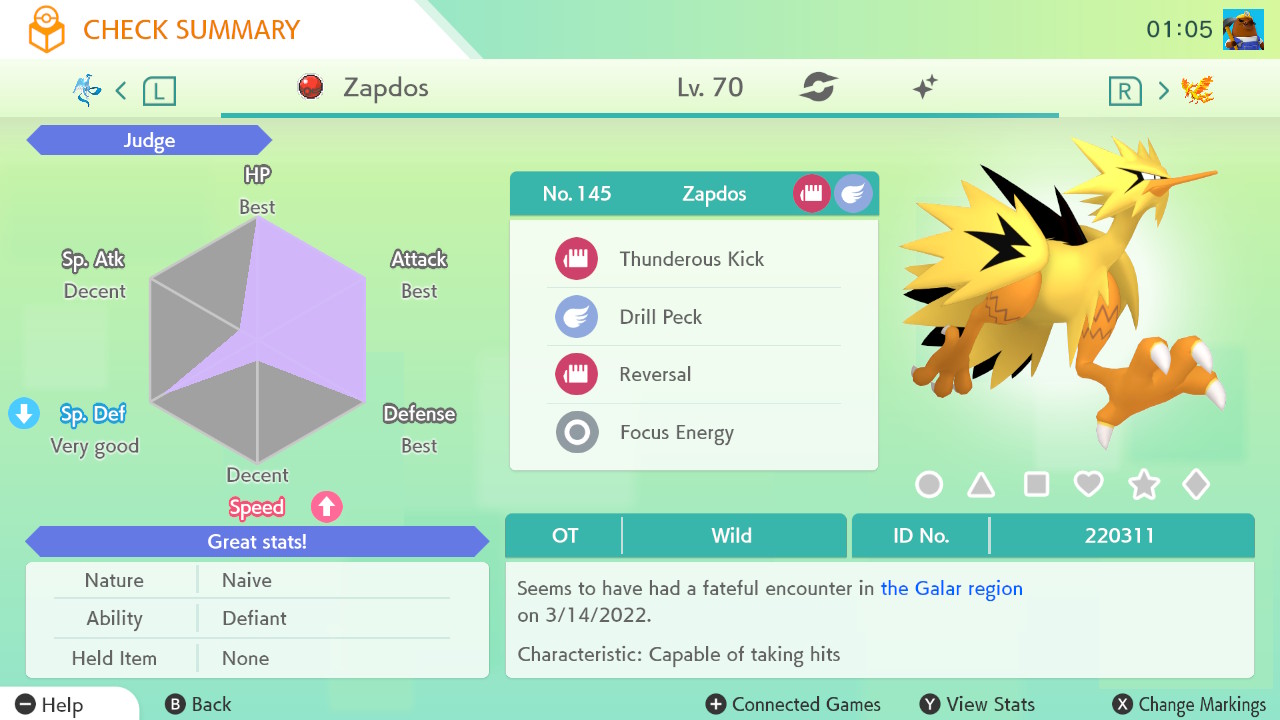 CHECK SUMMARY
01:05
L
Zapdos
Lv. 70
R
Judge
HP
Best
Sp. Atk
Decent
Attack
Best
Sp. Def
Very good
Defense
Best
Decent
Speed
Great stats!
Nature Naive
Ability Defiant
Held Item None
No. 145 Zapdos
Thunderous Kick
Drill Peck
Reversal
Focus Energy
OT Wild
ID No. 220311
Seems to have had a fateful encounter in the Galar region
on 3/14/2022.
Characteristic: Capable of taking hits
Help
B Back
Connected Games
Y View Stats
X Change Markings